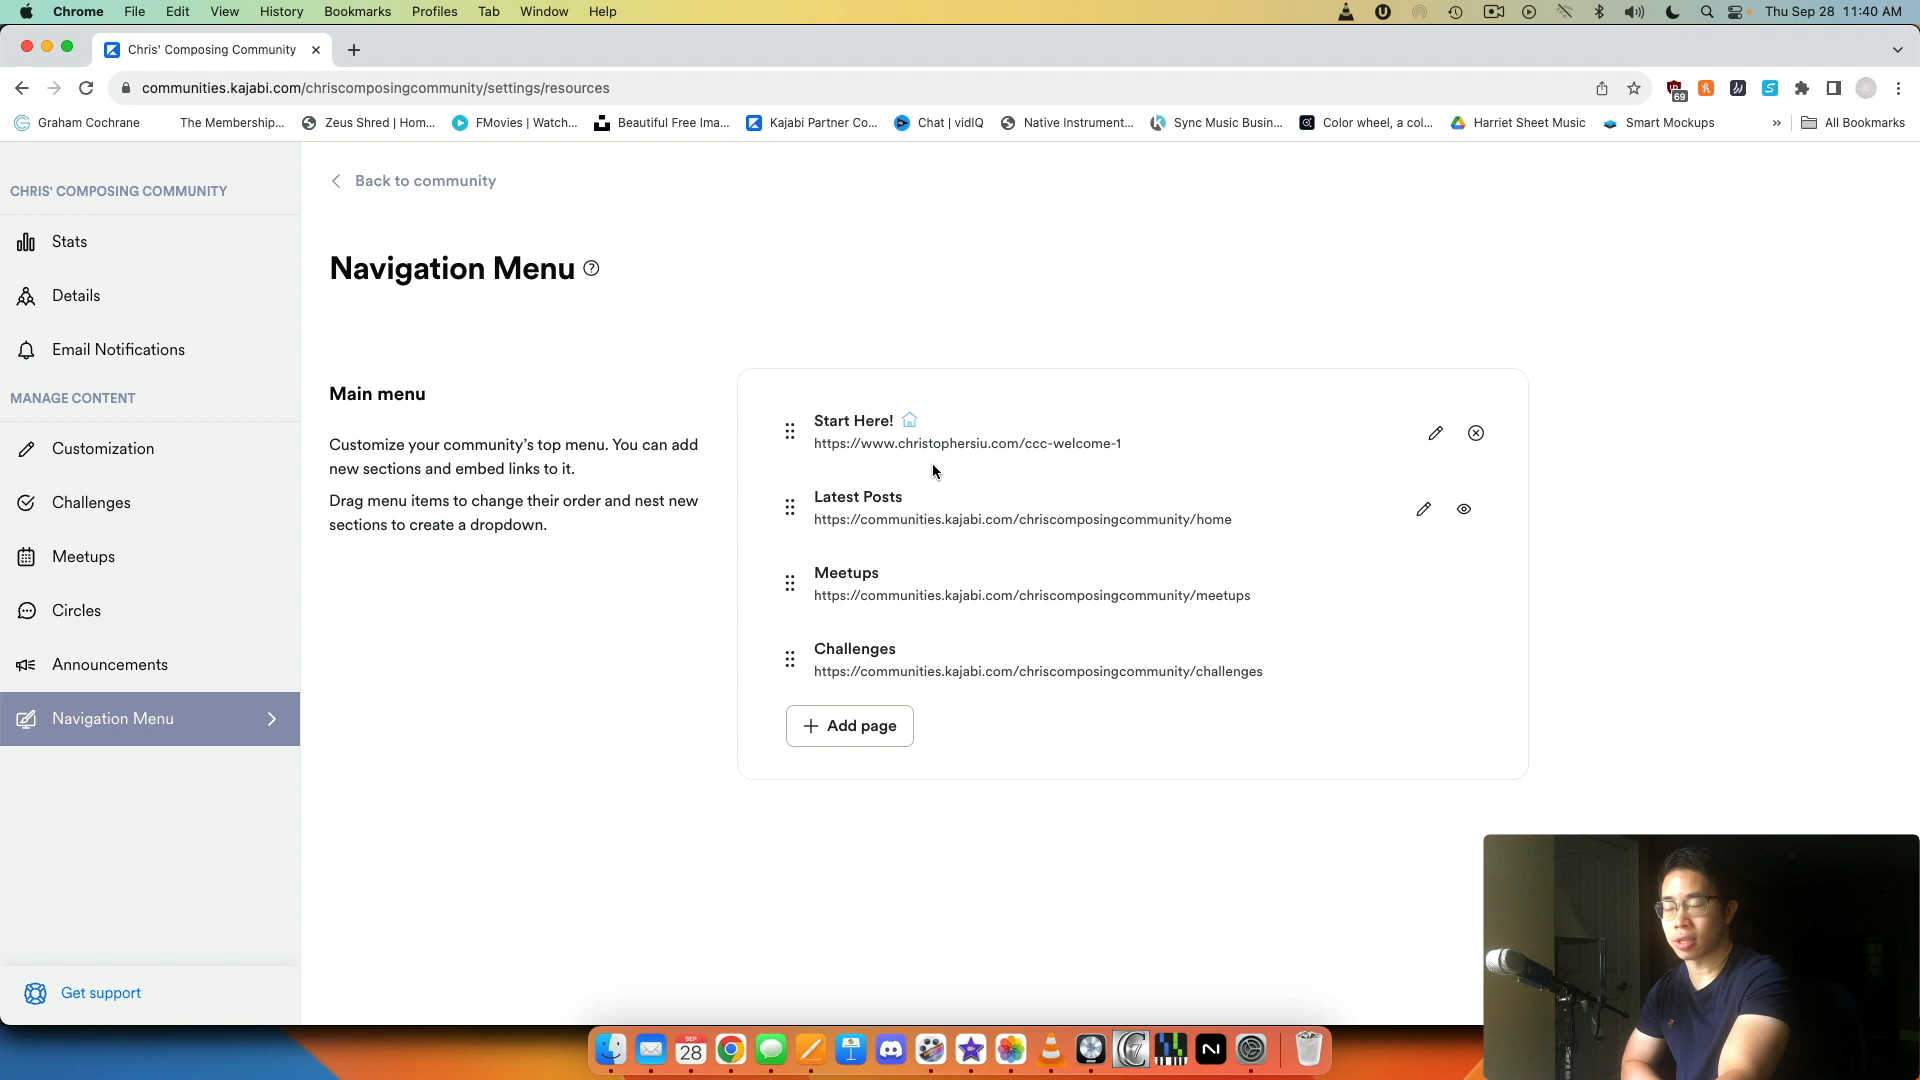 Chrome File Edit View History Bookmarks Profiles Tab Window Help Thu Sep 28 11:40 AM
Chris' Composing Community
communities.kajabi.com/chriscomposingcommunity/settings/resources
69
Graham Cochrane The Membership... Zeus Shred | Hom... FMovies | Watch... Beautiful Free Ima... Kajabi Partner Co... Chat | vidIQ Native Instrument... Sync Music Busin... Color wheel, a col... Harriet Sheet Music Smart Mockups » All Bookmarks
CHRIS' COMPOSING COMMUNITY
Stats
Details
Email Notifications
MANAGE CONTENT
Customization
Challenges
Meetups
Circles
Announcements
Navigation Menu
Get support
Back to community
Navigation Menu
Main menu
Customize your community's top menu. You can add
new sections and embed links to it.
Drag menu items to change their order and nest new
sections to create a dropdown.
Start Here!
https://www.christophersiu.com/ccc-welcome-1
Latest Posts
https://communities.kajabi.com/chriscomposingcommunity/home
Meetups
https://communities.kajabi.com/chriscomposingcommunity/meetups
Challenges
https://communities.kajabi.com/chriscomposingcommunity/challenges
+ Add page
SEP
28